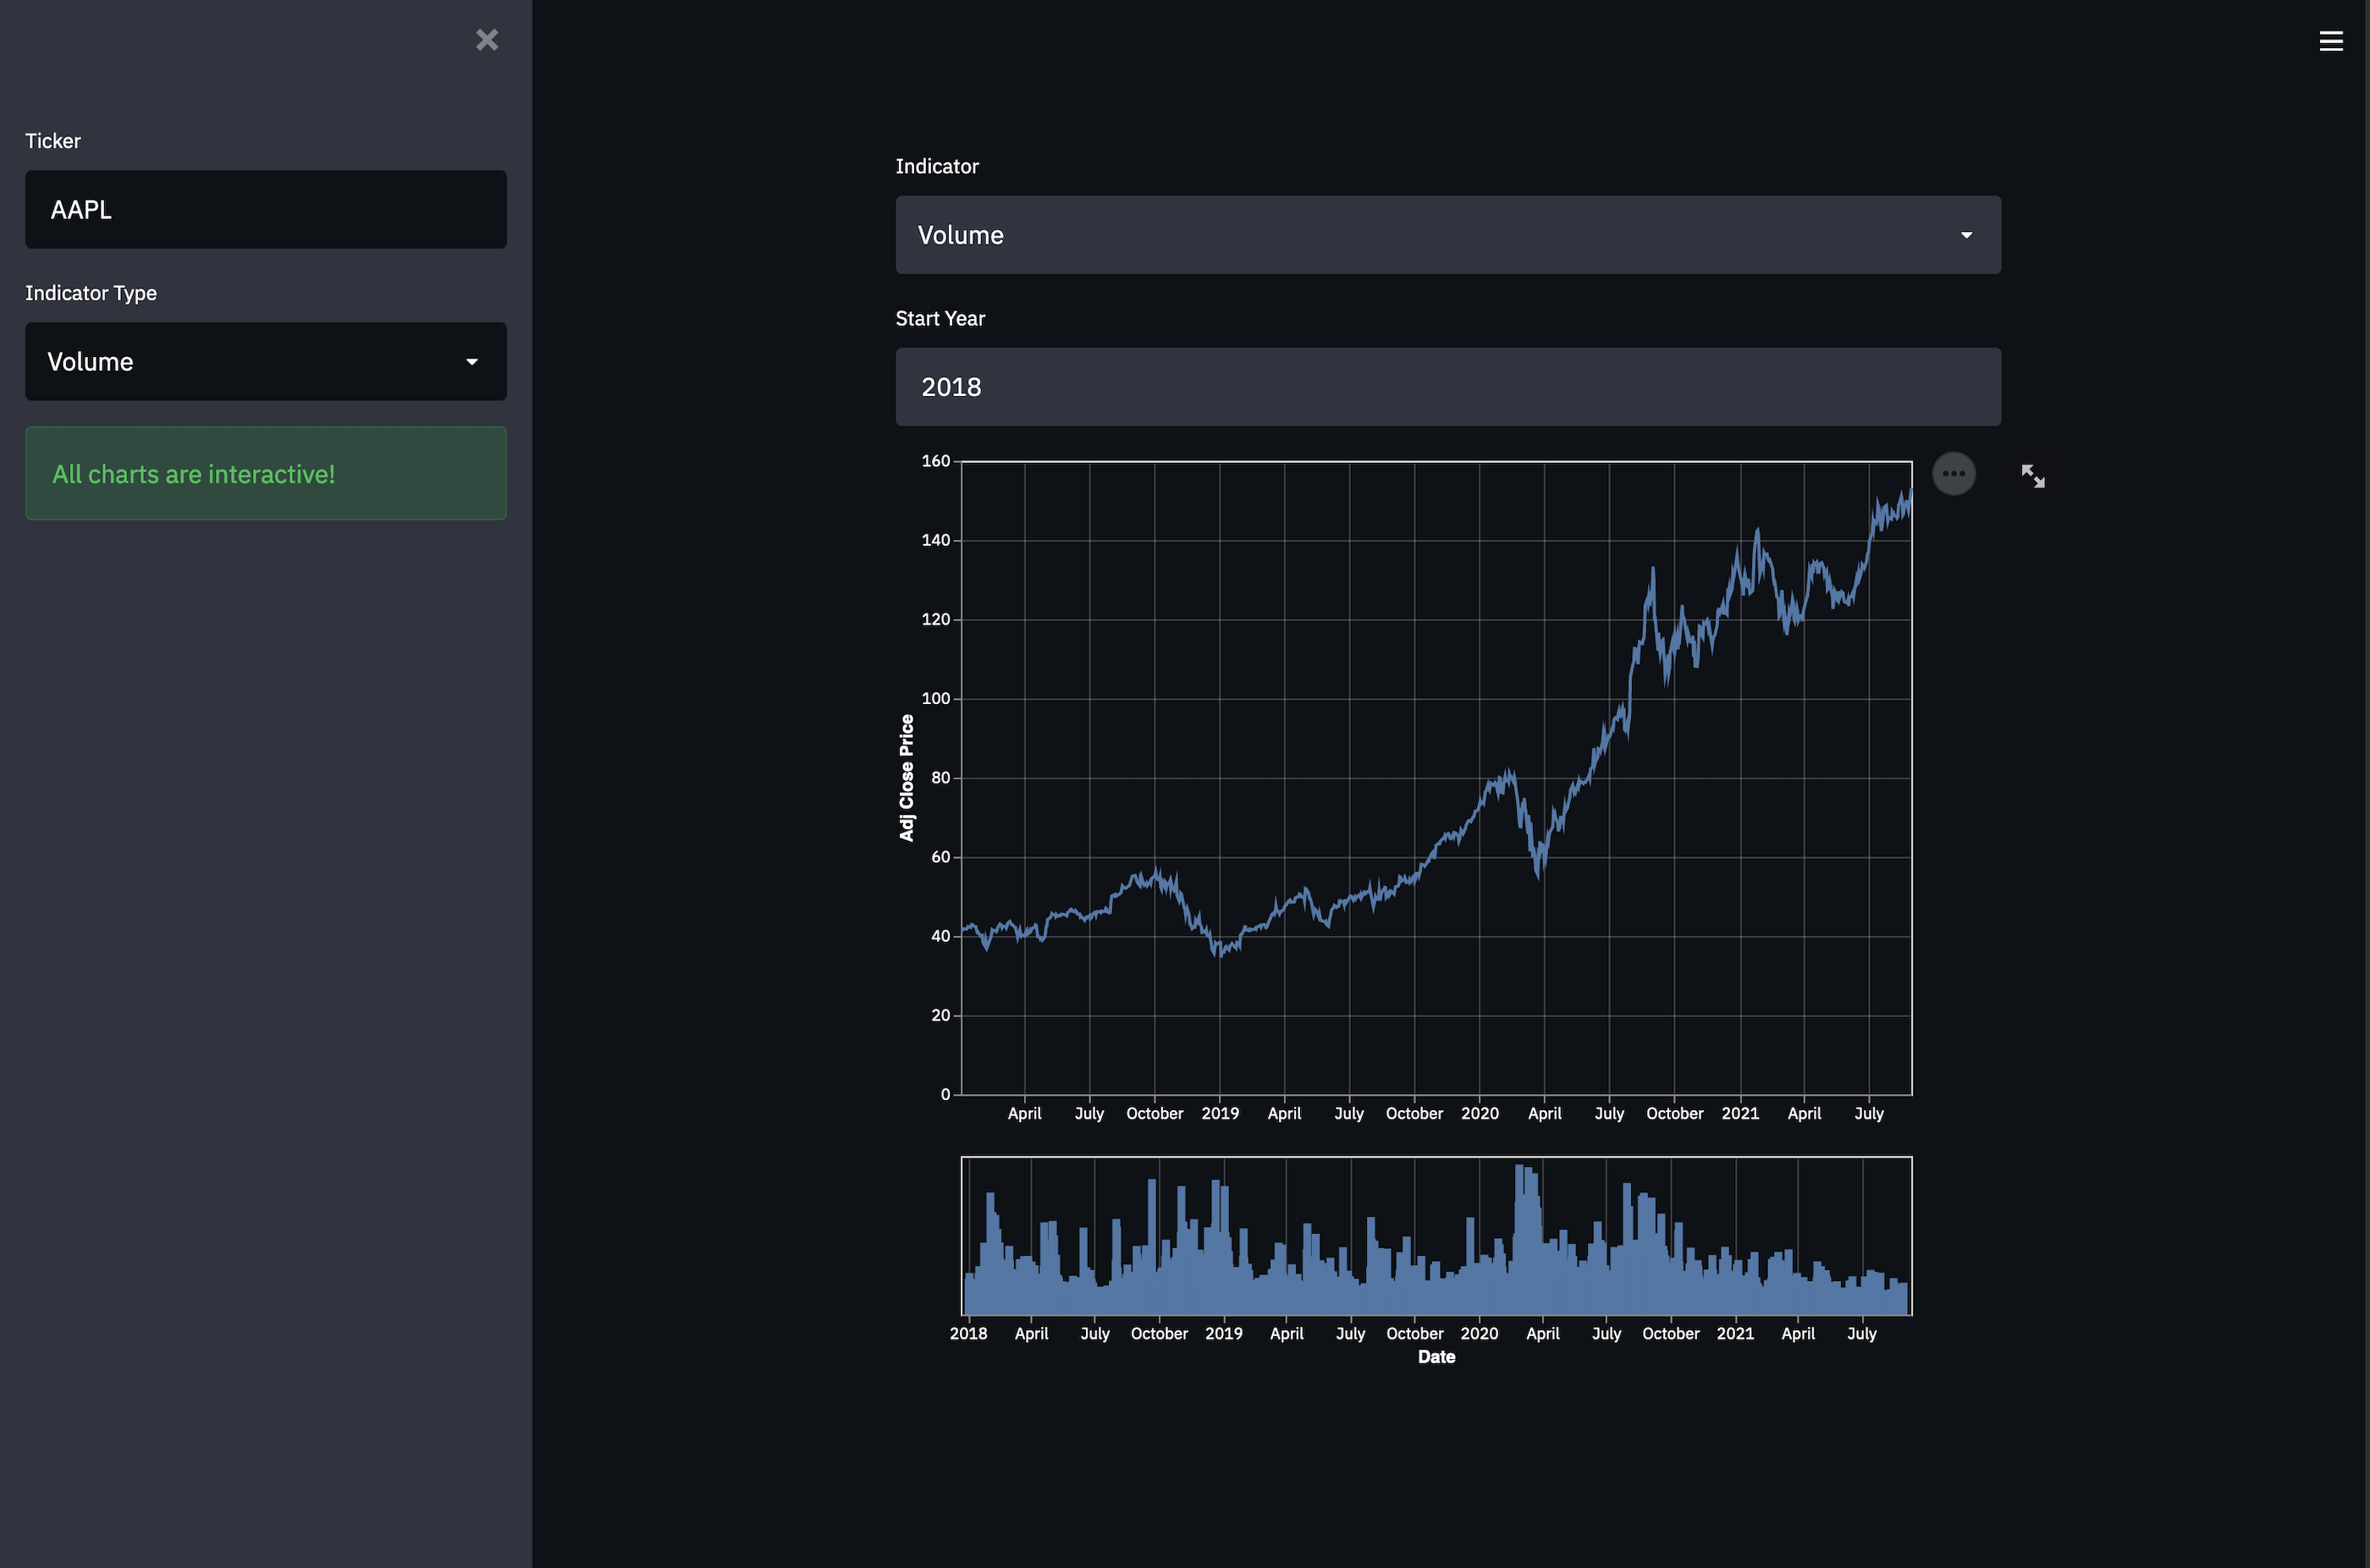 Ticker
AAPL
Indicator Type
Volume
All charts are interactive!
Indicator
Volume
Start Year
2018
160
140
120
100
80
60
40
20
0
Adj Close Price
April July October 2019 April July October 2020 April July October 2021 April July
2018 April July October 2019 April July October 2020 April July October 2021 April July
Date